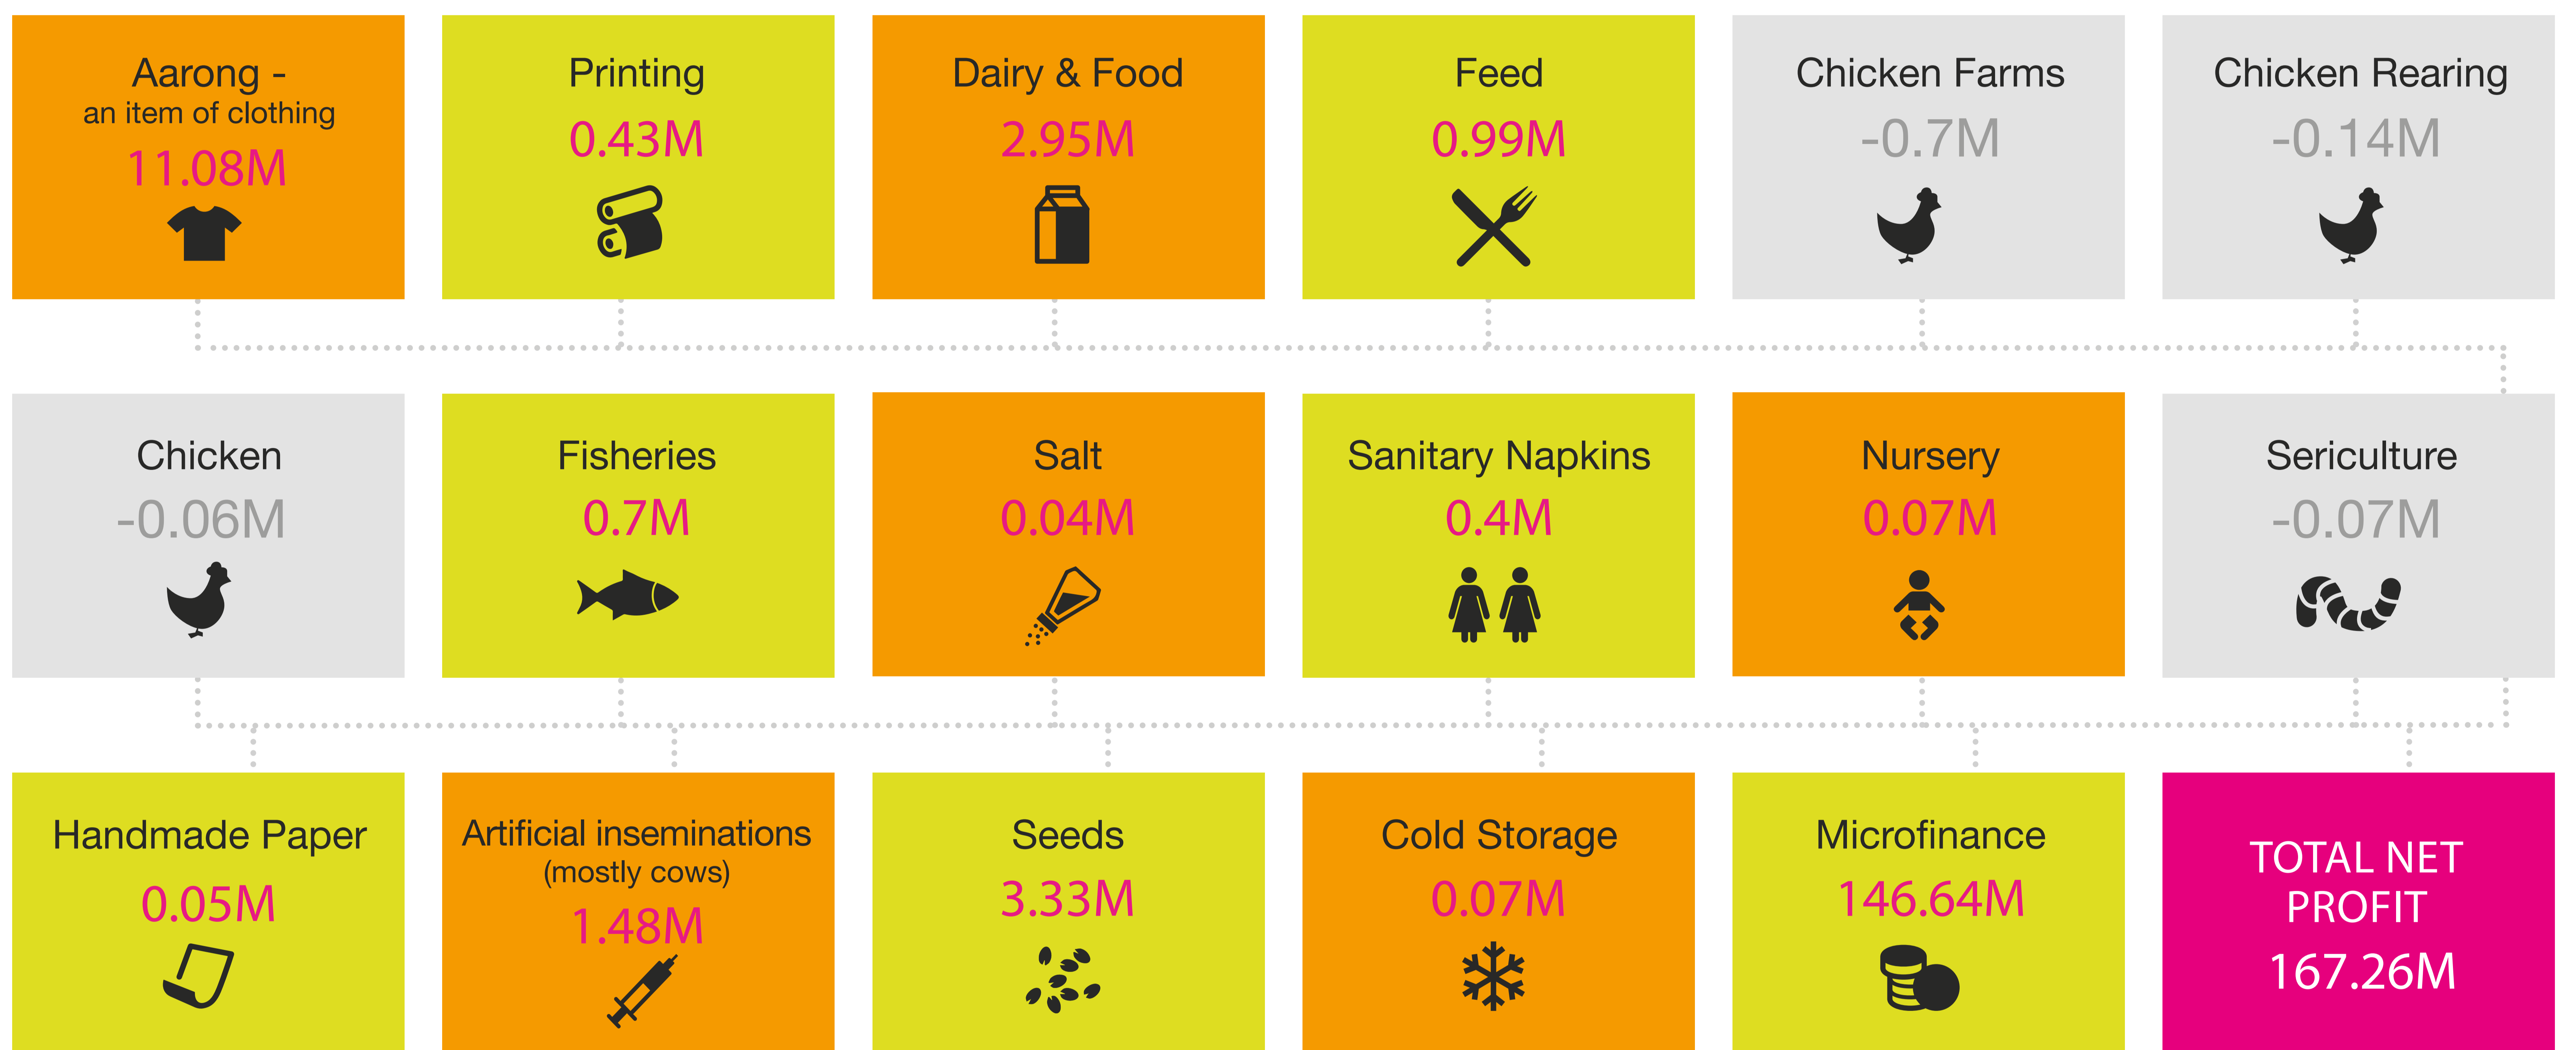 Aarong -
an item of clothing
11.08M
Printing
0.43M
Dairy & Food
2.95M
Feed
0.99M
Chicken Farms
-0.7M
Chicken Rearing
-0.14M
Chicken
-0.06M
Fisheries
0.7M
Salt
0.04M
Sanitary Napkins
0.4M
Nursery
0.07M
Sericulture
-0.07M
Handmade Paper
0.05M
Artificial inseminations
(mostly cows)
1.48M
Seeds
3.33M
Cold Storage
0.07M
Microfinance
146.64M
TOTAL NET
PROFIT
167.26M